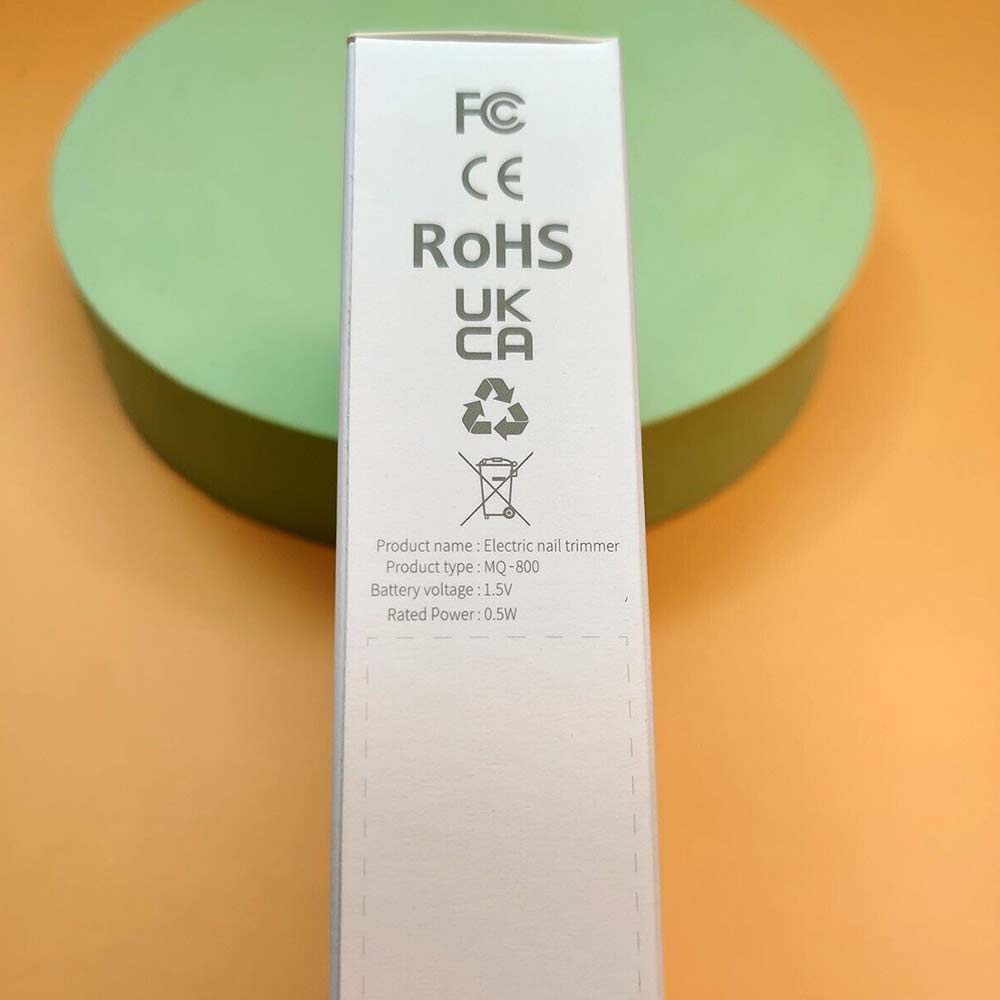 FC
CE
RoHS
UK
CA
Product name : Electric nail trimmer
Product type : MQ-800
Battery voltage : 1.5V
Rated Power : 0.5W